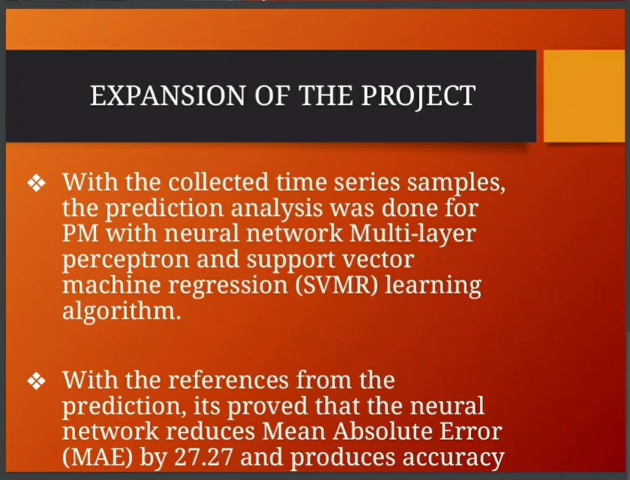 EXPANSION OF THE PROJECT
❖ With the collected time series samples,
the prediction analysis was done for
PM with neural network Multi-layer
perceptron and support vector
machine regression (SVMR) learning
algorithm.
❖ With the references from the
prediction, its proved that the neural
network reduces Mean Absolute Error
(MAE) by 27.27 and produces accuracy